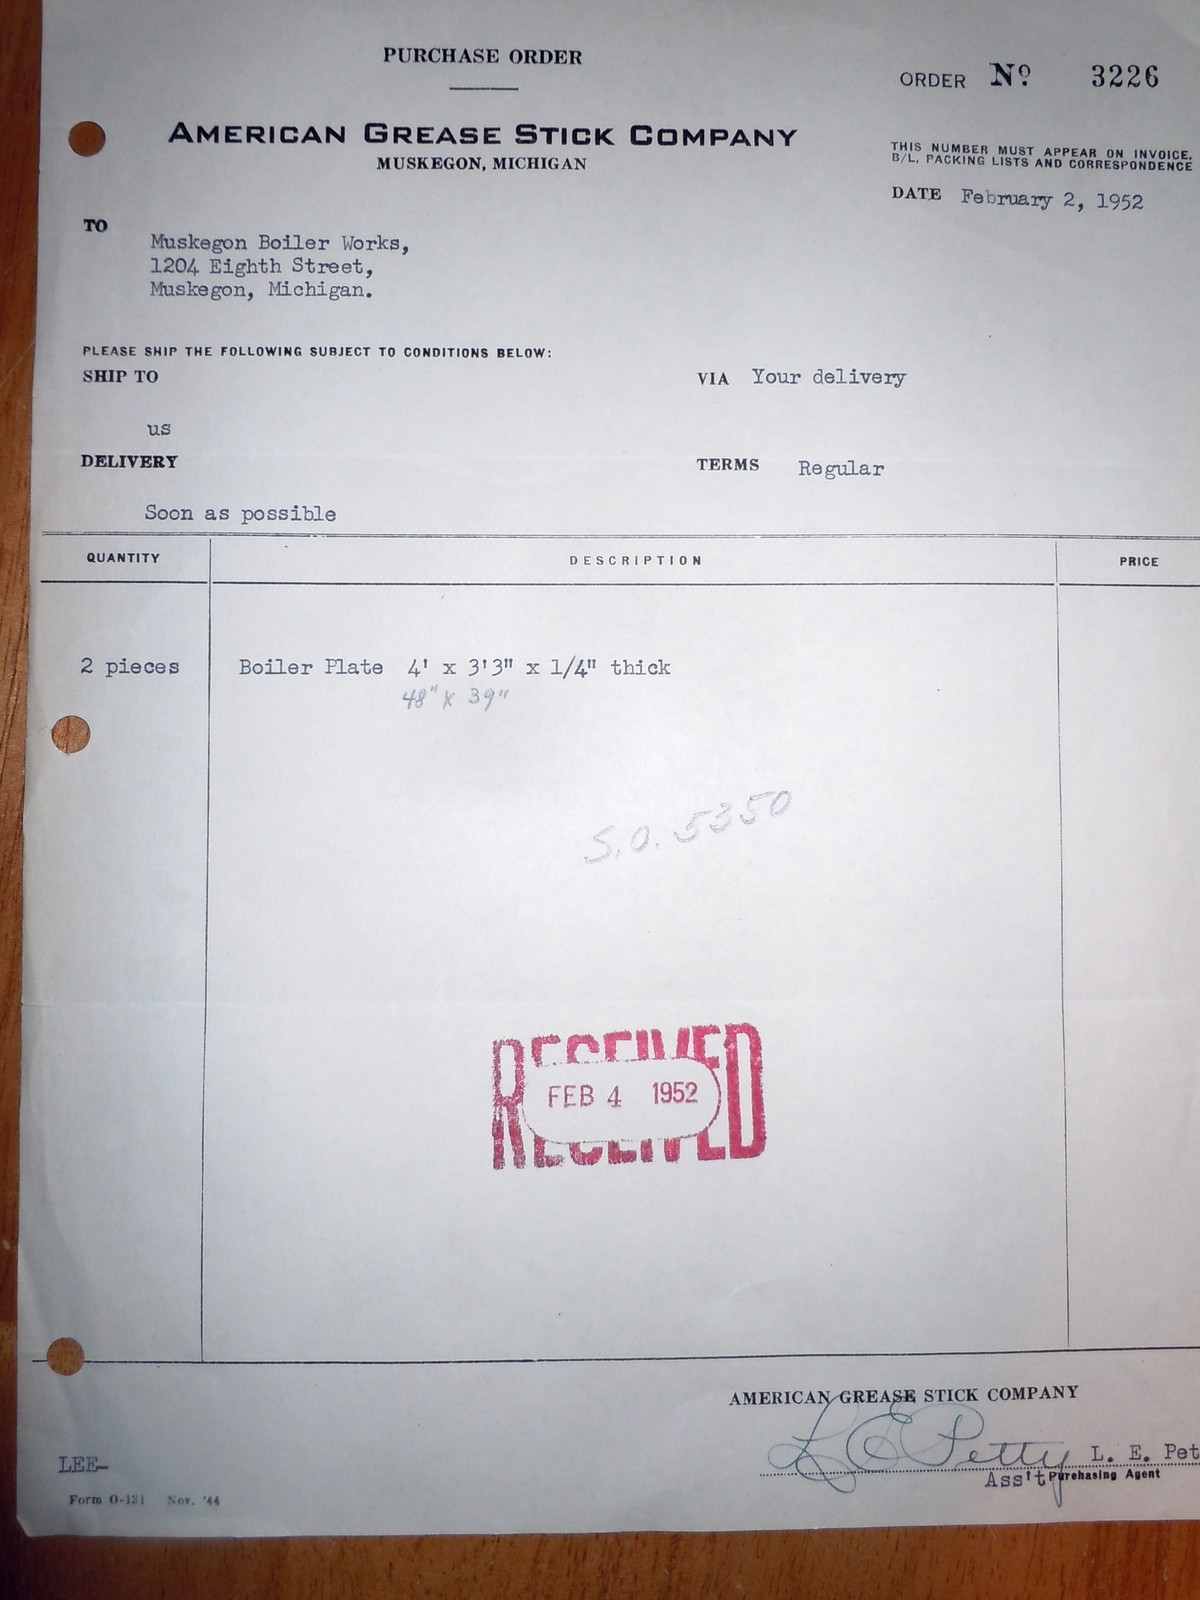 PURCHASE ORDER
ORDER Nº 3226
AMERICAN GREASE STICK COMPANY
MUSKEGON, MICHIGAN
THIS NUMBER MUST APPEAR ON INVOICE,
B/L, PACKING LISTS AND CORRESPONDENCE
DATE February 2, 1952
TO
Muskegon Boiler Works,
1204 Eighth Street,
Muskegon, Michigan.
PLEASE SHIP THE FOLLOWING SUBJECT TO CONDITIONS BELOW:
SHIP TO
VIA Your delivery
us
DELIVERY
TERMS Regular
Soon as possible
QUANTITY DESCRIPTION PRICE
2 pieces Boiler Plate 4' x 3'3" x 1/4" thick
48" X 39"
S.O. 5350
RECEIVED
FEB 4 1952
AMERICAN GREASE STICK COMPANY
L E Petty L. E. Pet
Ass't Purchasing Agent
LEE-
Form O-131 Nov. '44